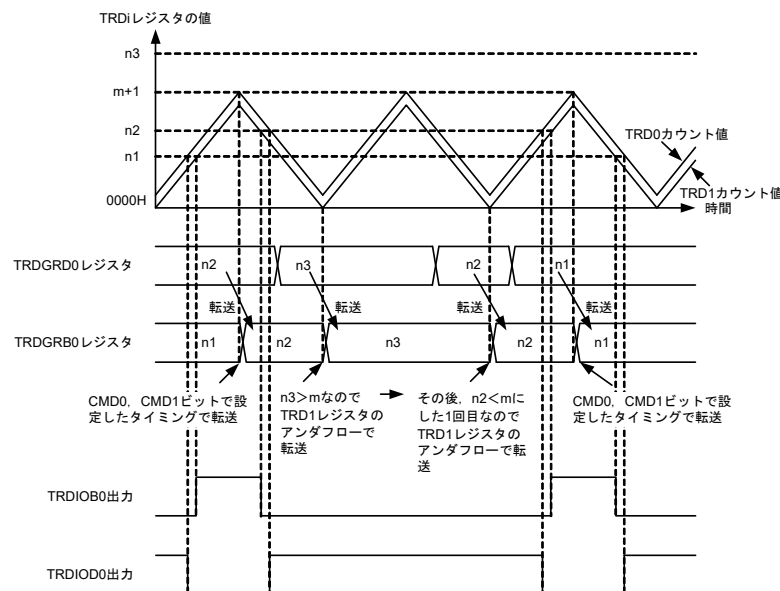 TRDiレジスタの値
n3
m+1
n2
n1
0000H
TRD0カウント値
TRD1カウント値
時間
TRDGRD0レジスタ
n2
n3
n2
n1
転送
転送
転送
転送
TRDGRB0レジスタ
n1
n2
n3
n2
n1
CMD0, CMD1ビットで設
定したタイミングで転送
n3>mなので
TRD1レジスタの
アンダフローで
転送
その後, n2<mに
した1回目なので
TRD1レジスタの
アンダフローで転
送
CMD0, CMD1ビットで設
定したタイミングで転送
TRDIOB0出力
TRDIOD0出力